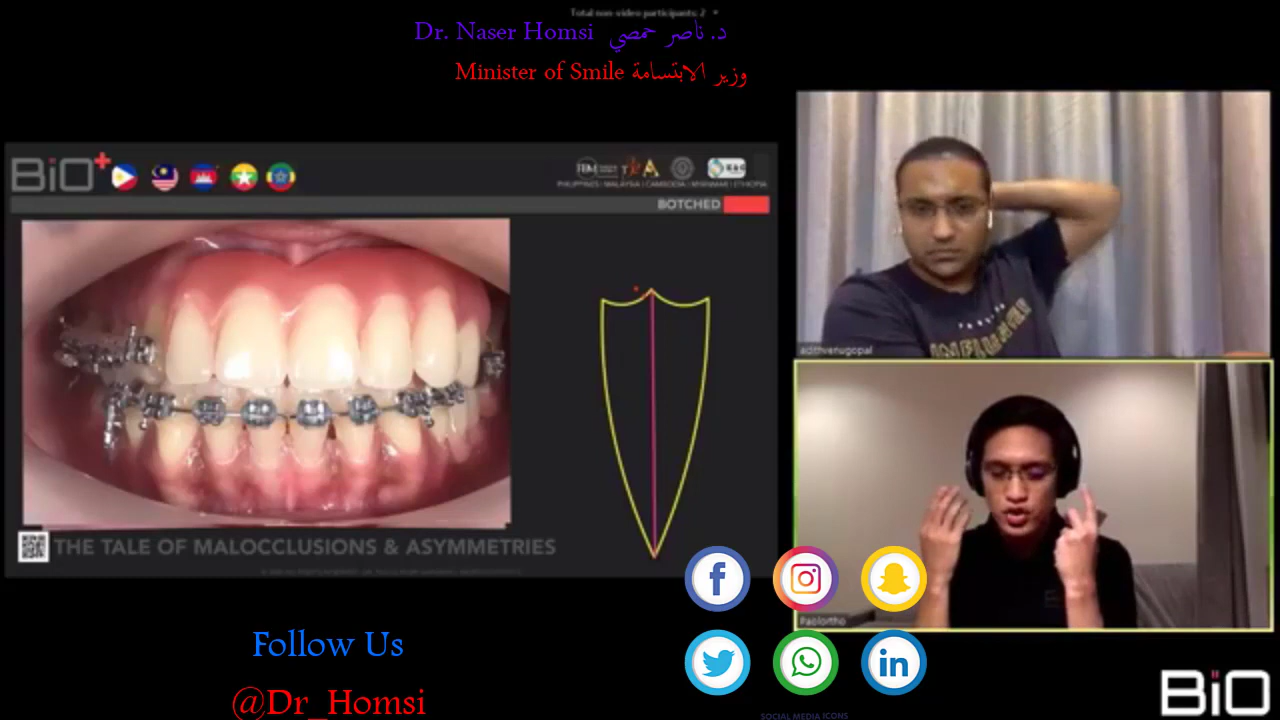 Total non-video participants: 2
Dr. Naser Homsi د. ناصر حمصي
Minister of Smile وزير الابتسامة
BiO+
PHILIPPINES | MALAYSIA | CAMBODIA | MYANMAR | ETHIOPIA
BOTCHED
adithvenugopal
THE TALE OF MALOCCLUSIONS & ASYMMETRIES
Paolortho
Follow Us
@Dr_Homsi
in
BiO
SOCIAL MEDIA ICONS